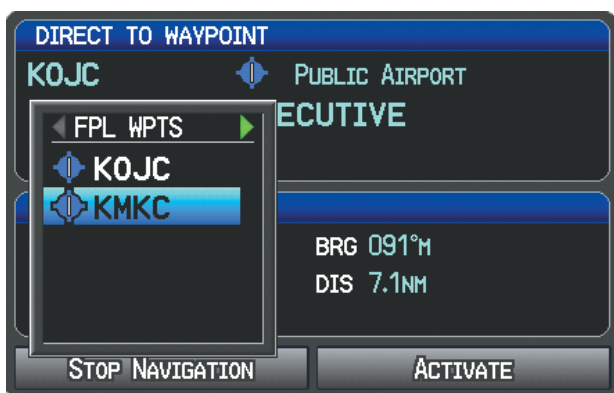 DIRECT TO WAYPOINT
KOJC PUBLIC AIRPORT
ECUTIVE
FPL WPTS
KOJC
KMKC
BRG 091°M
DIS 7.1NM
STOP NAVIGATION ACTIVATE